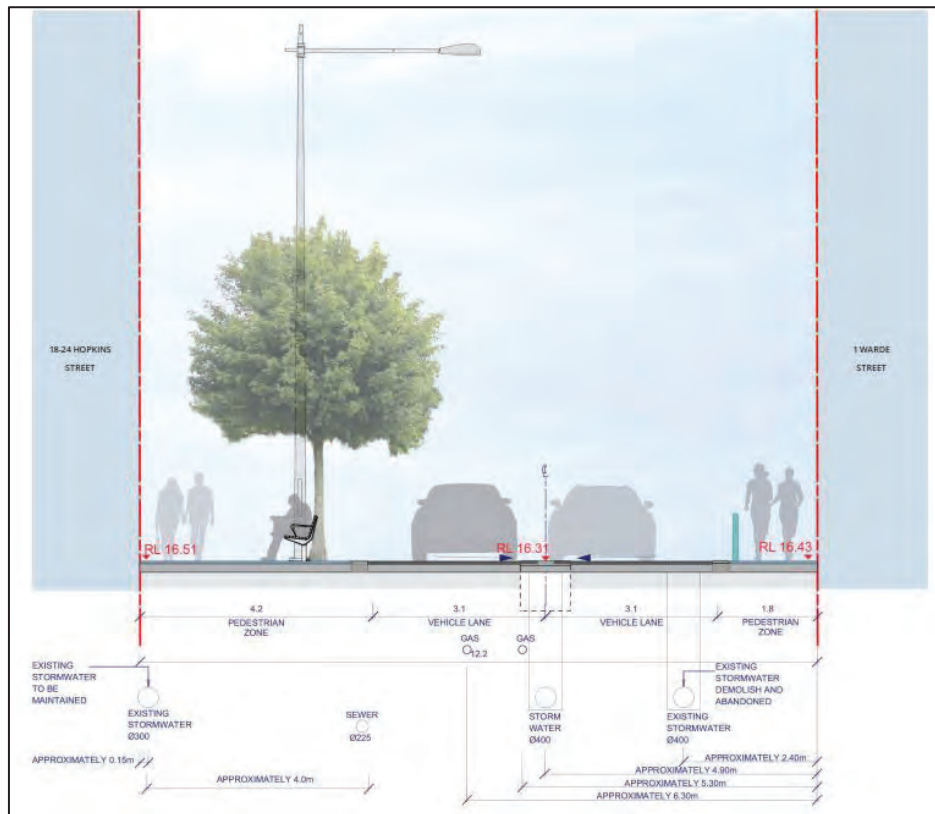 18-24 HOPKINS
STREET
1 WARDE
STREET
℄
RL 16.51
RL 16.31
RL 16.43
4.2
PEDESTRIAN
ZONE
3.1
VEHICLE LANE
3.1
VEHICLE LANE
1.8
PEDESTRIAN
ZONE
GAS
GAS
12.2
EXISTING
STORMWATER
TO BE
MAINTAINED
EXISTING
STORMWATER
DEMOLISH AND
ABANDONED
EXISTING
STORMWATER
Ø300
SEWER
Ø225
STORM
WATER
Ø400
EXISTING
STORMWATER
Ø400
APPROXIMATELY 0.15m
APPROXIMATELY 2.40m
APPROXIMATELY 4.90m
APPROXIMATELY 4.0m
APPROXIMATELY 5.30m
APPROXIMATELY 6.30m